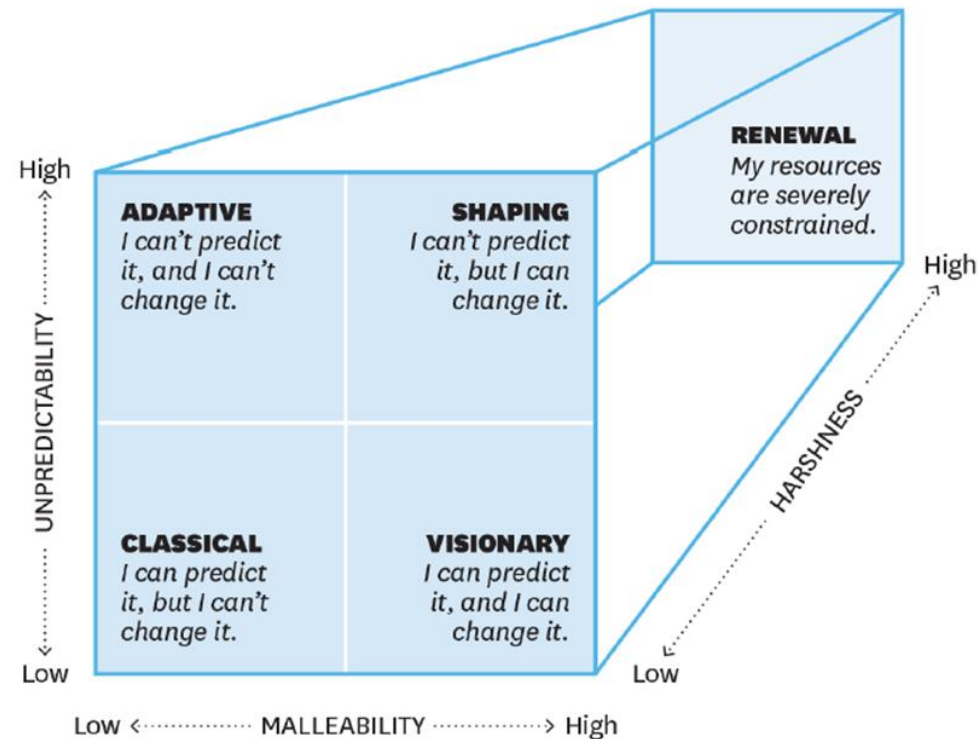 RENEWAL
My resources
are severely
constrained.
High
ADAPTIVE
I can't predict
it, and I can't
change it.
SHAPING
I can't predict
it, but I can
change it.
High
UNPREDICTABILITY
HARSHNESS
CLASSICAL
I can predict
it, but I can't
change it.
VISIONARY
I can predict
it, and I can
change it.
Low
Low
Low
MALLEABILITY
High